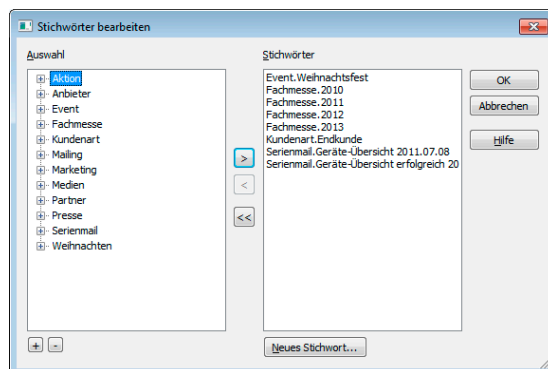 Stichwörter bearbeiten
Auswahl
Aktion
Anbieter
Event
Fachmesse
Kundenart
Mailing
Marketing
Medien
Partner
Presse
Serienmail
Weihnachten
+ -
>
<
<<
Stichwörter
Event.Weihnachtsfest
Fachmesse.2010
Fachmesse.2011
Fachmesse.2012
Fachmesse.2013
Kundenart.Endkunde
Serienmail.Geräte-Übersicht 2011.07.08
Serienmail.Geräte-Übersicht erfolgreich 20
Neues Stichwort...
OK
Abbrechen
Hilfe